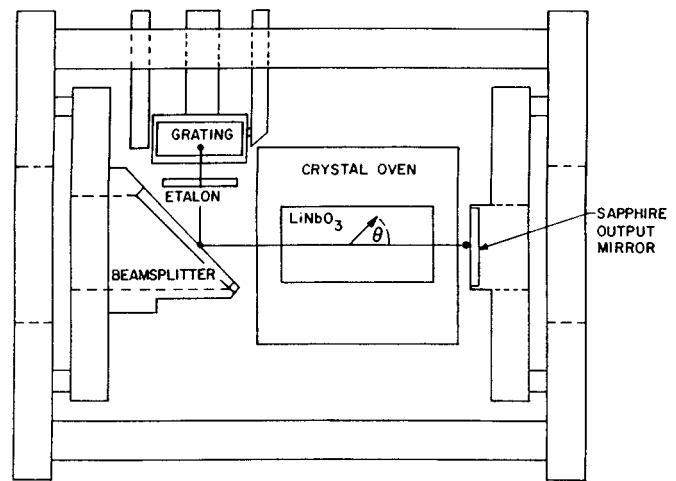 GRATING
ETALON
CRYSTAL OVEN
LiNbO3
θ
BEAMSPLITTER
SAPPHIRE
OUTPUT
MIRROR